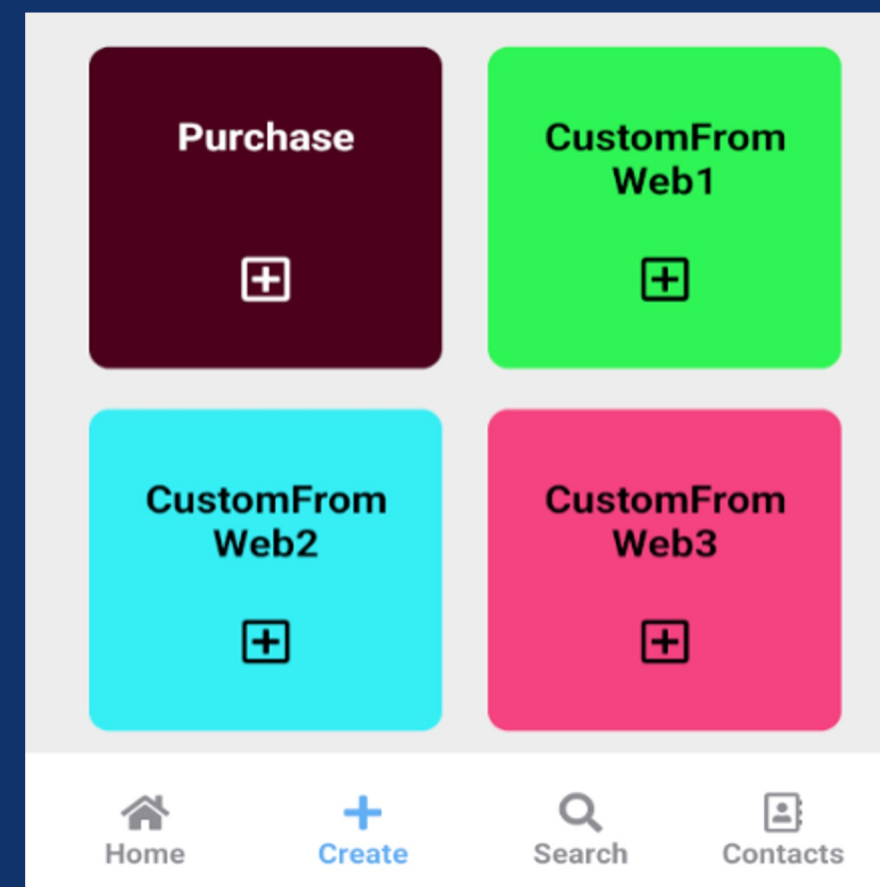 Purchase
CustomFrom
Web1
CustomFrom
Web2
CustomFrom
Web3
Home
Create
Search
Contacts